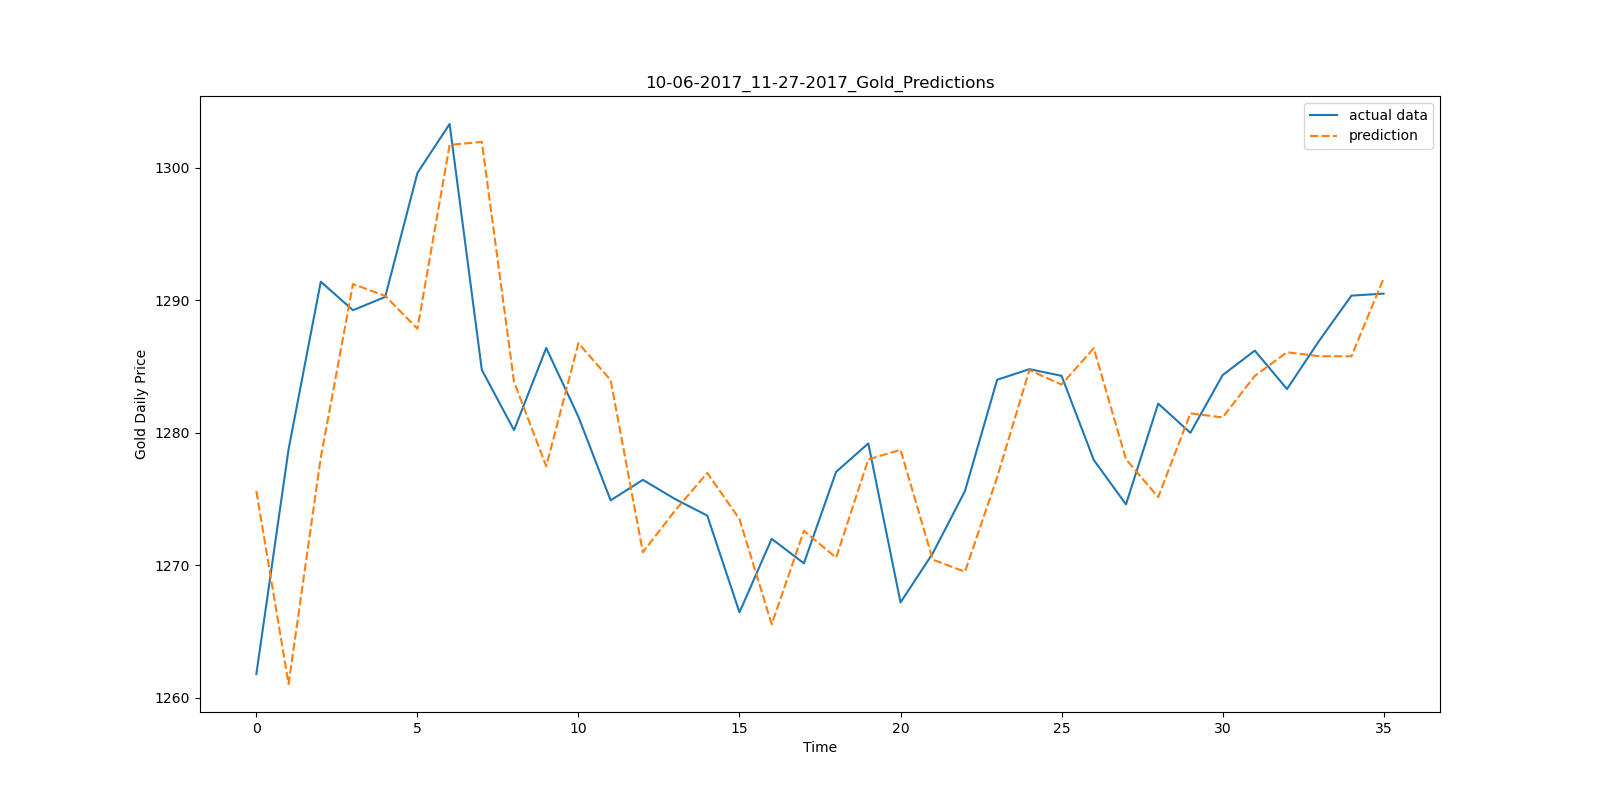 10-06-2017_11-27-2017_Gold_Predictions
actual data
prediction
Gold Daily Price
1300
1290
1280
1270
1260
0 5 10 15 20 25 30 35
Time